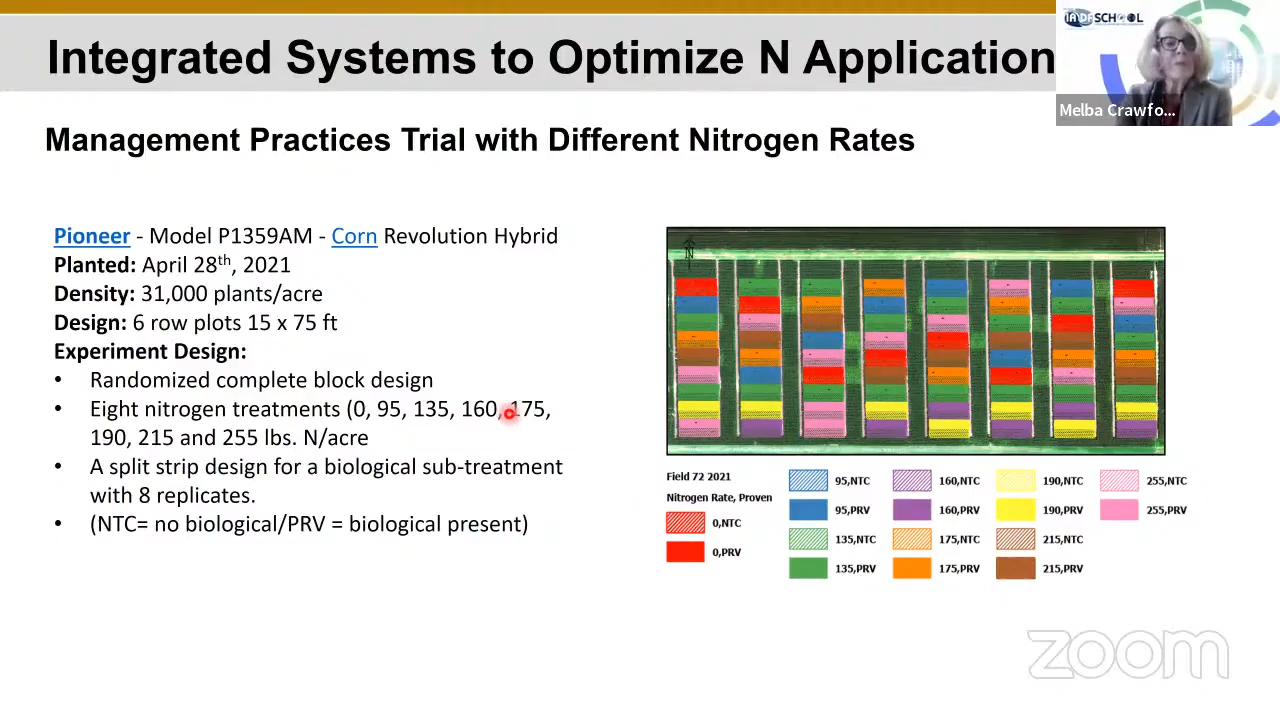 Integrated Systems to Optimize N Application
SCHOOL
Melba Crawfo...
Management Practices Trial with Different Nitrogen Rates
Pioneer - Model P1359AM - Corn Revolution Hybrid
Planted: April 28th, 2021
Density: 31,000 plants/acre
Design: 6 row plots 15 x 75 ft
Experiment Design:
• Randomized complete block design
• Eight nitrogen treatments (0, 95, 135, 160, 175,
190, 215 and 255 lbs. N/acre
• A split strip design for a biological sub-treatment
with 8 replicates.
• (NTC= no biological/PRV = biological present)
N
Field 72 2021
Nitrogen Rate, Proven
0,NTC
0,PRV
95,NTC
95,PRV
135,NTC
135,PRV
160,NTC
160,PRV
175,NTC
175,PRV
190,NTC
190,PRV
215,NTC
215,PRV
255,NTC
255,PRV
zoom